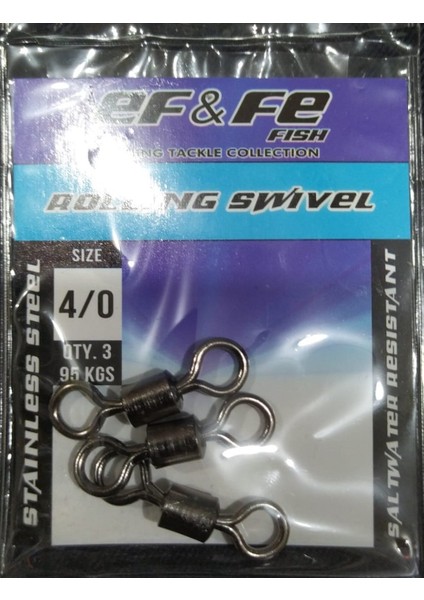 eF & Fe
FISH
TACKLE COLLECTION
ROLLING SWIVEL
SIZE
4/0
QTY. 3
95 KGS
STAINLESS STEEL
SALTWATER RESISTANT